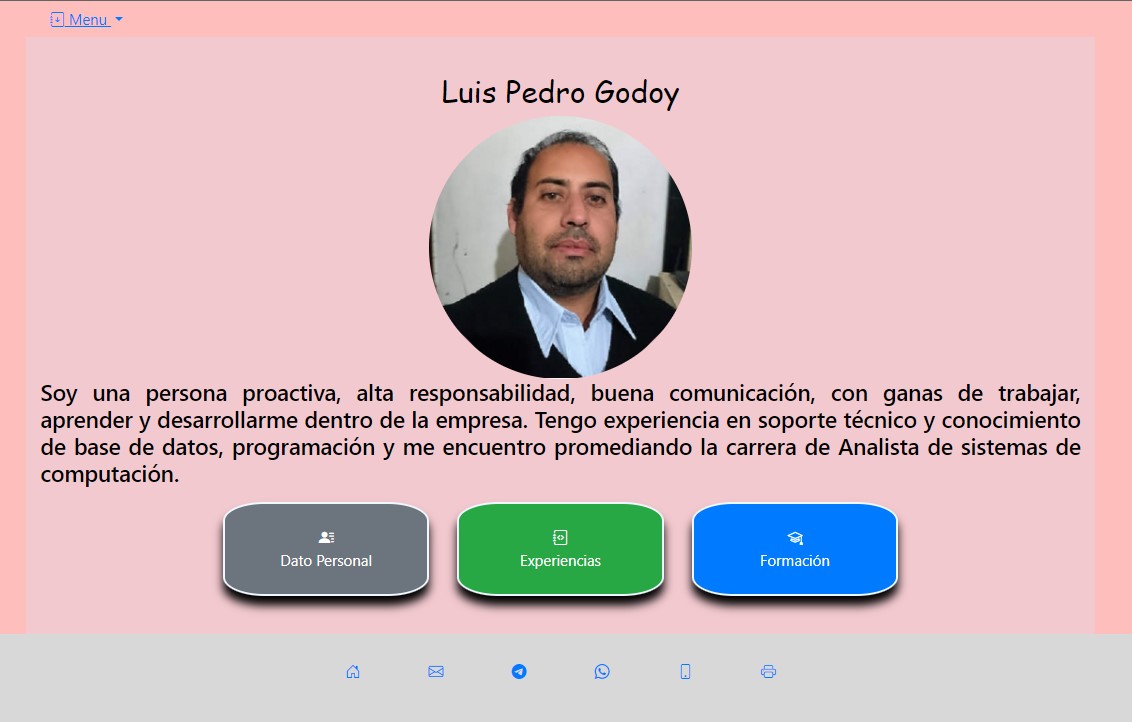 Menu
Luis Pedro Godoy
Soy una persona proactiva, alta responsabilidad, buena comunicación, con ganas de trabajar,
aprender y desarrollarme dentro de la empresa. Tengo experiencia en soporte técnico y conocimiento
de base de datos, programación y me encuentro promediando la carrera de Analista de sistemas de
computación.
Dato Personal
Experiencias
Formación